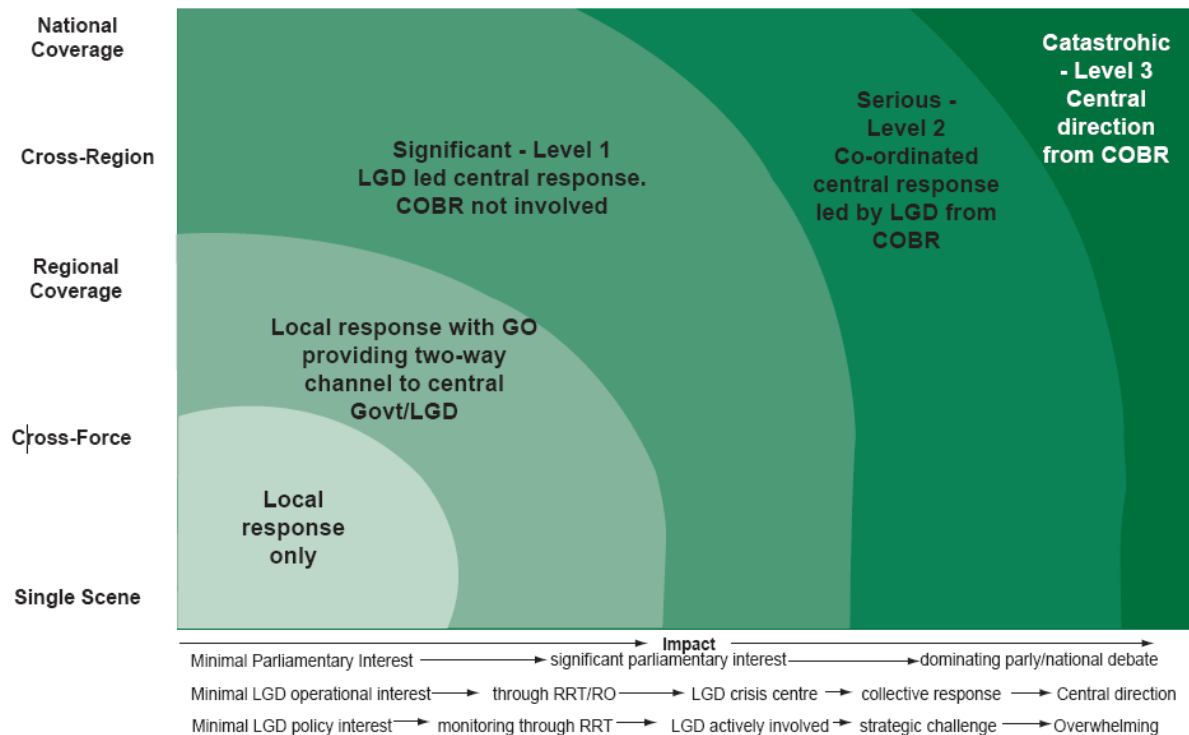 National
Coverage
Cross-Region
Regional
Coverage
Cross-Force
Single Scene
Catastrohic
- Level 3
Central
direction
from COBR
Serious -
Level 2
Co-ordinated
central response
led by LGD from
COBR
Significant - Level 1
LGD led central response.
COBR not involved
Local response with GO
providing two-way
channel to central
Govt/LGD
Local
response
only
Impact
Minimal Parliamentary Interest significant parliamentary interest dominating parly/national debate
Minimal LGD operational interest through RRT/RO LGD crisis centre collective response Central direction
Minimal LGD policy interest monitoring through RRT LGD actively involved strategic challenge Overwhelming